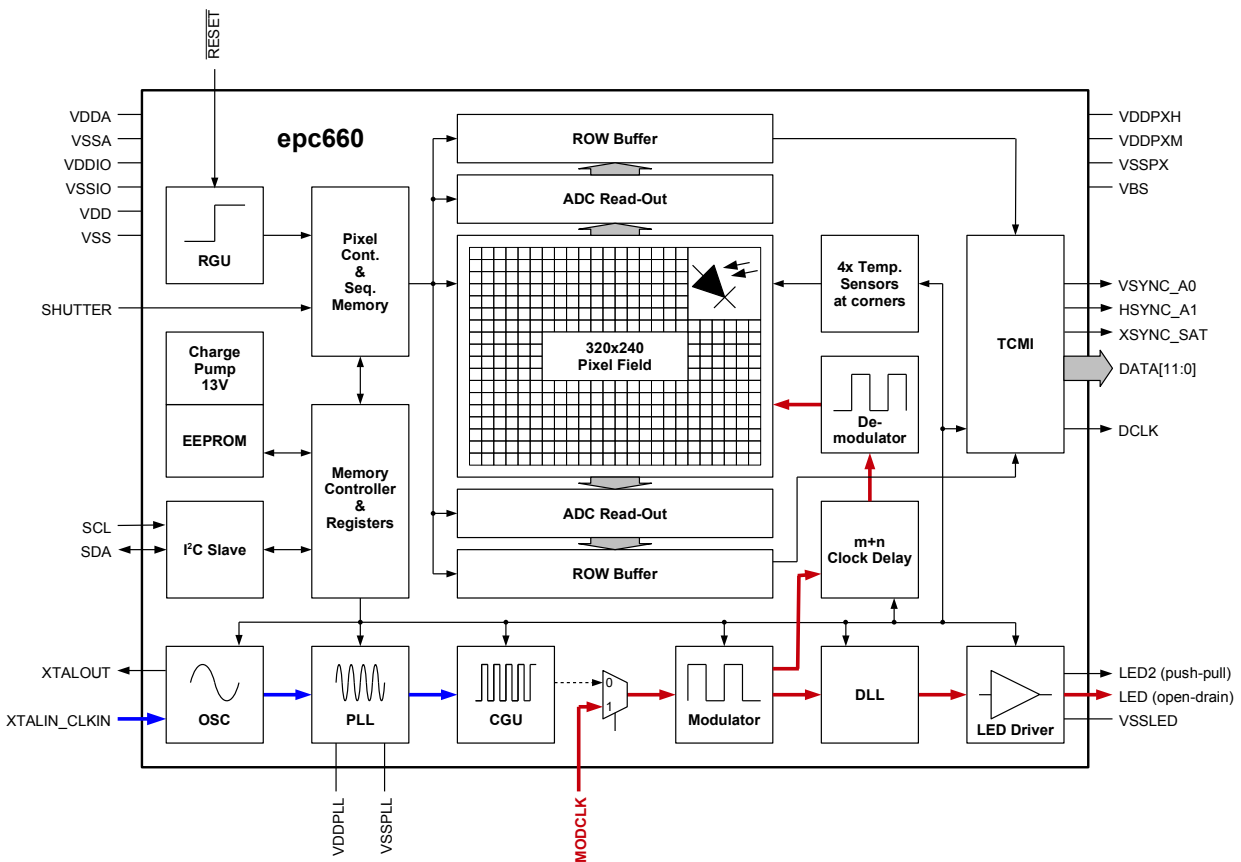 RESET
VDDA
VSSA
VDDIO
VSSIO
VDD
VSS
epc660
ROW Buffer
ADC Read-Out
VDDPXH
VDDPXM
VSSPX
VBS
RGU
Pixel
Cont.
&
Seq.
Memory
SHUTTER
320x240
Pixel Field
4x Temp.
Sensors
at corners
TCMI
VSYNC_A0
HSYNC_A1
XSYNC_SAT
DATA[11:0]
DCLK
Charge
Pump
13V
EEPROM
De-
modulator
Memory
Controller
&
Registers
SCL
SDA
I²C Slave
ADC Read-Out
ROW Buffer
m+n
Clock Delay
XTALOUT
XTALIN_CLKIN
OSC
PLL
CGU
0
1
Modulator
DLL
LED Driver
LED2 (push-pull)
LED (open-drain)
VSSLED
VDDPLL
VSSPLL
MODCLK